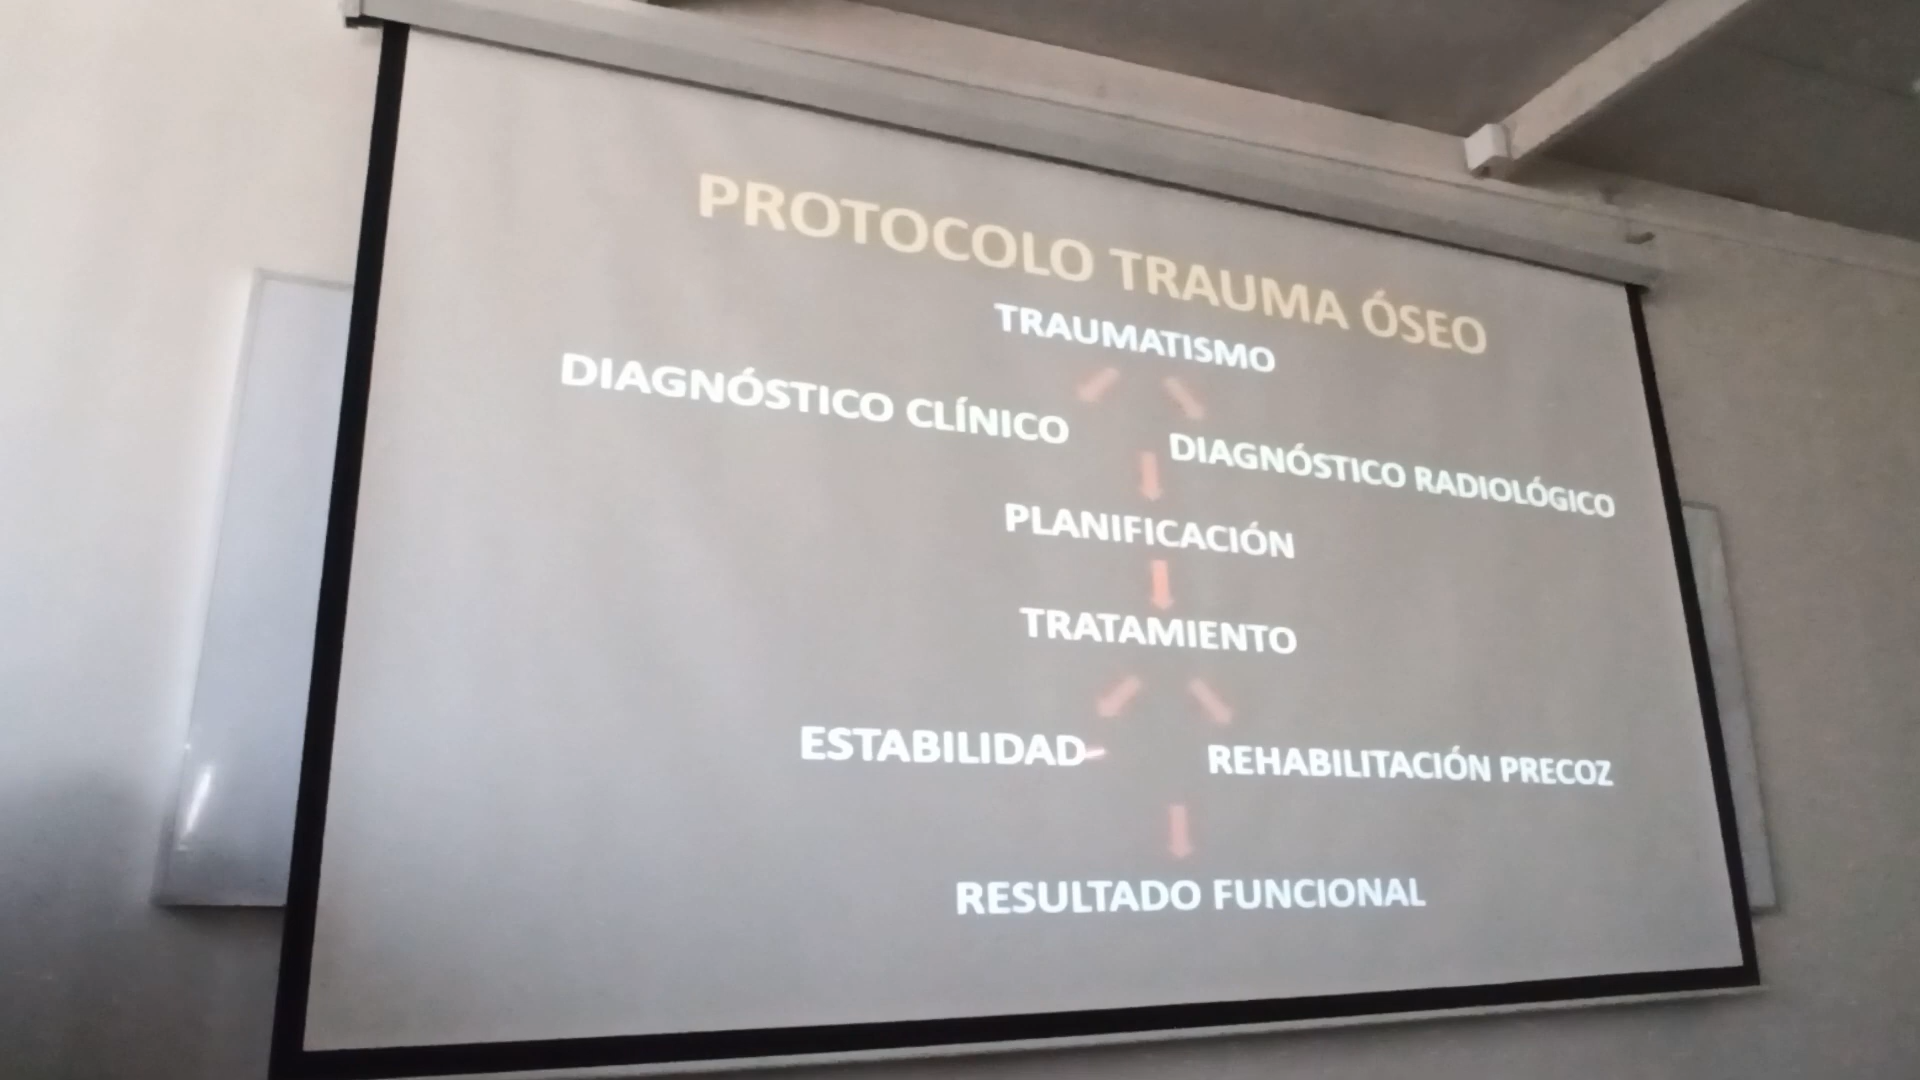 PROTOCOLO TRAUMA ÓSEO
TRAUMATISMO
DIAGNÓSTICO CLÍNICO
DIAGNÓSTICO RADIOLÓGICO
PLANIFICACIÓN
TRATAMIENTO
ESTABILIDAD
REHABILITACIÓN PRECOZ
RESULTADO FUNCIONAL